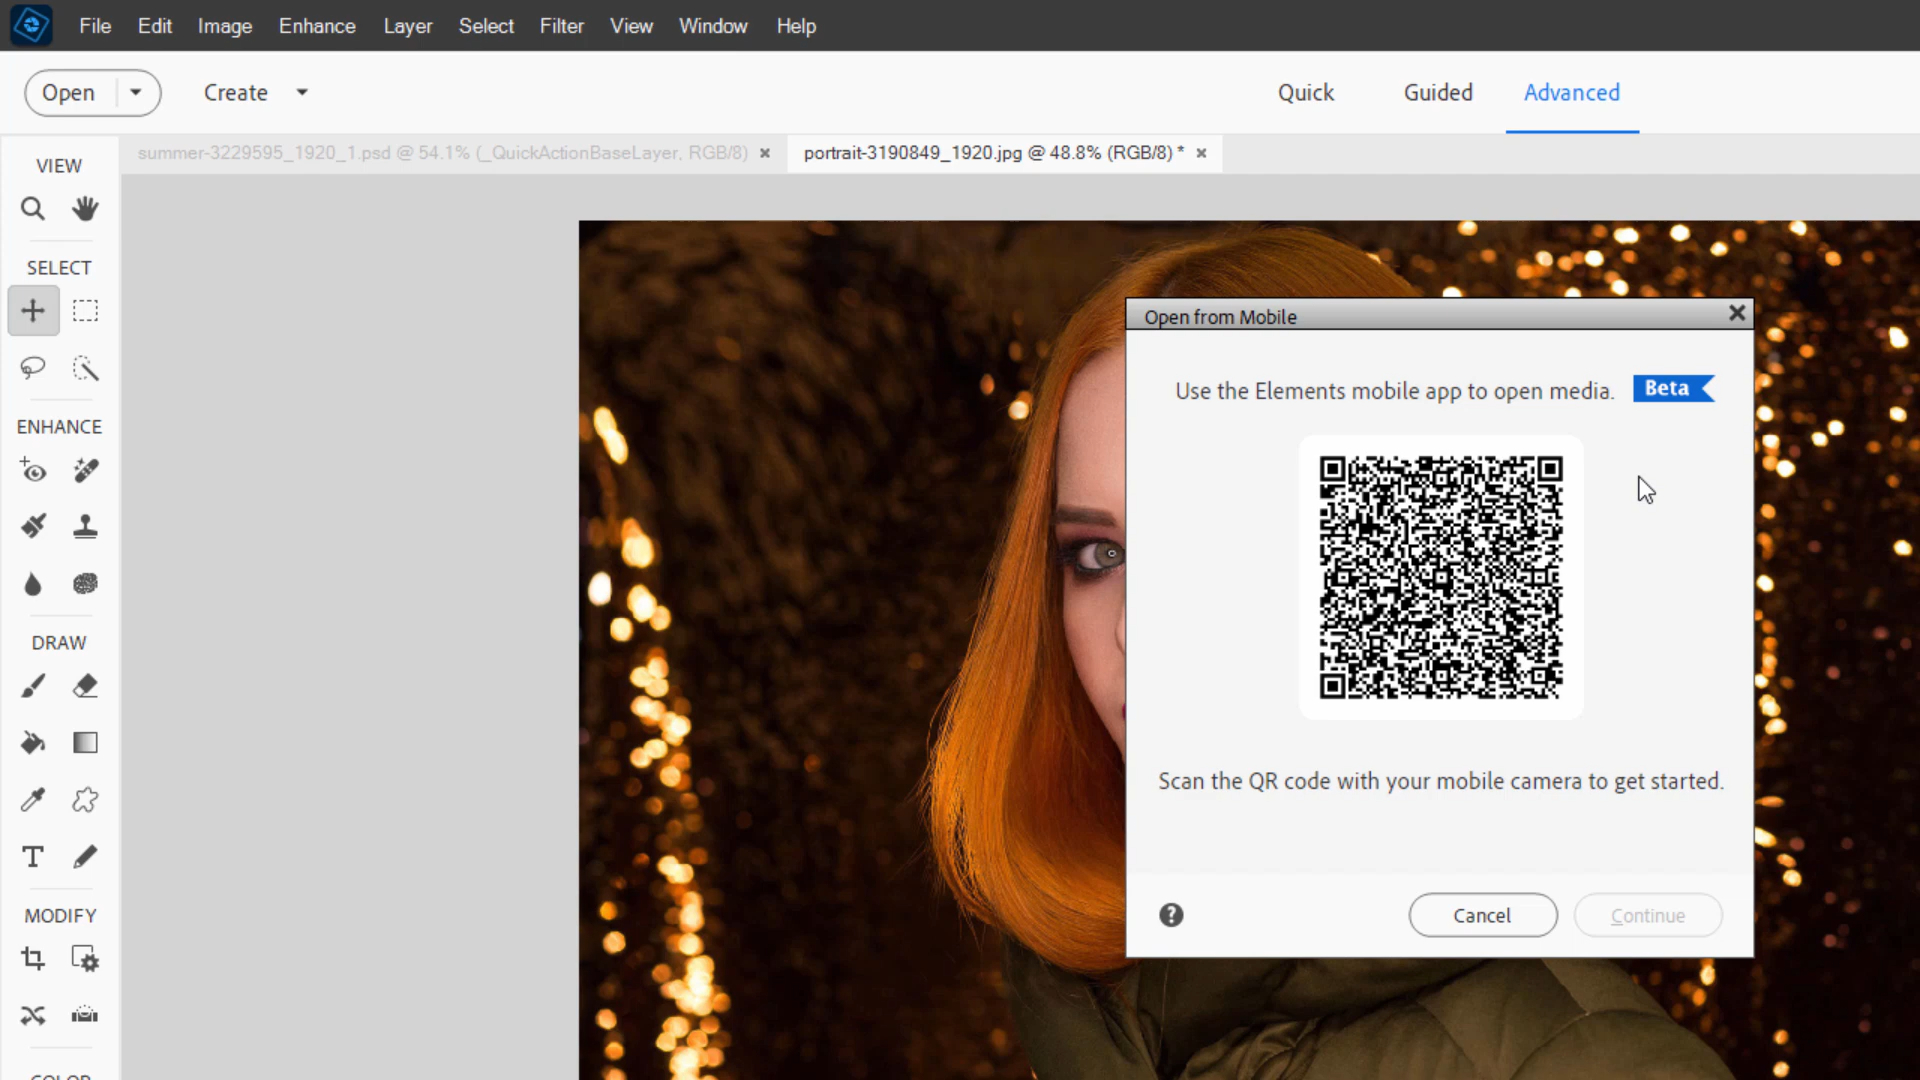 File Edit Image Enhance Layer Select Filter View Window Help
Open Create Quick Guided Advanced
summer-3229595_1920_1.psd @ 54.1% (_QuickActionBaseLayer, RGB/8) portrait-3190849_1920.jpg @ 48.8% (RGB/8) *
VIEW
SELECT
ENHANCE
DRAW
MODIFY
COLOR
Open from Mobile
Use the Elements mobile app to open media. Beta
Scan the QR code with your mobile camera to get started.
Cancel Continue